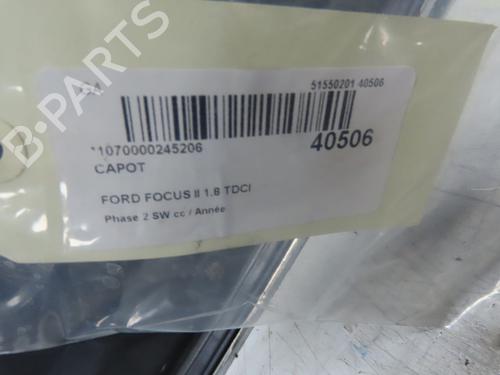 51550201 40506
*1070000245206
40506
CAPOT
FORD FOCUS II 1.8 TDCI
Phase 2 SW cc / Année
B-PARTS